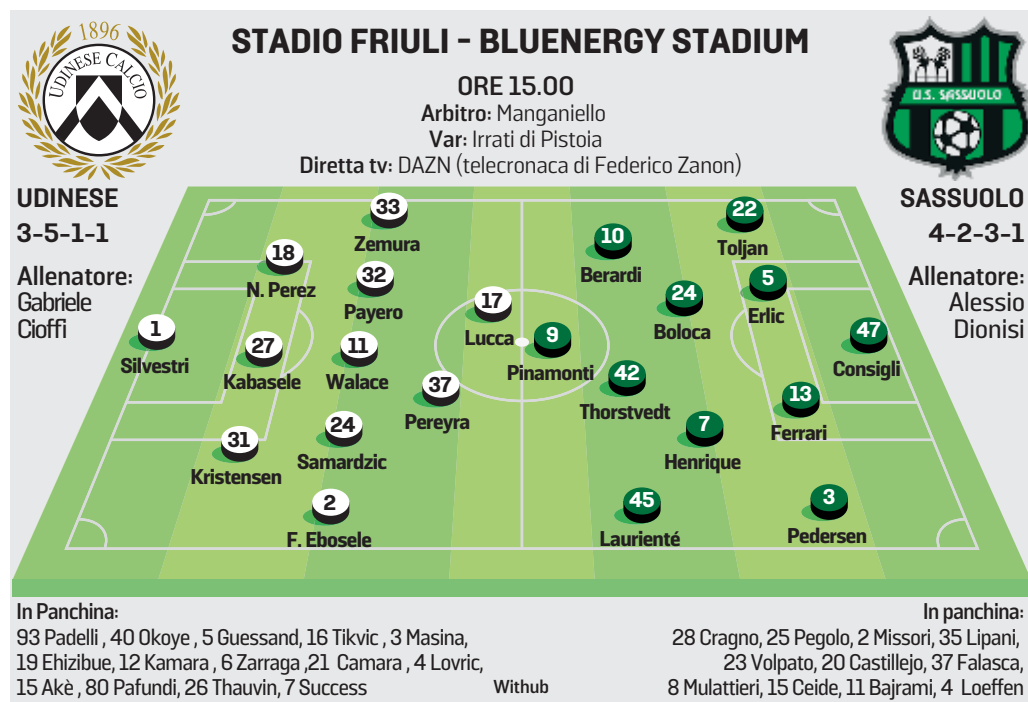 1896
UDINESE CALCIO
STADIO FRIULI - BLUENERGY STADIUM
ORE 15.00
Arbitro: Manganiello
Var: Irrati di Pistoia
Diretta tv: DAZN (telecronaca di Federico Zanon)
U.S. SASSUOLO
UDINESE
3-5-1-1
Allenatore:
Gabriele
Cioffi
SASSUOLO
4-2-3-1
Allenatore:
Alessio
Dionisi
33
Zemura
18
N. Perez
32
Payero
17
Lucca
1
Silvestri
27
Kabasele
11
Walace
37
Pereyra
31
Kristensen
24
Samardzic
2
F. Ebosele
22
Toljan
10
Berardi
5
Erlic
24
Boloca
47
Consigli
9
Pinamonti
42
Thorstvedt
13
Ferrari
7
Henrique
45
Laurienté
3
Pedersen
In Panchina:
93 Padelli , 40 Okoye , 5 Guessand, 16 Tikvic , 3 Masina,
19 Ehizibue, 12 Kamara , 6 Zarraga ,21 Camara , 4 Lovric,
15 Akè , 80 Pafundi, 26 Thauvin, 7 Success
Withub
In panchina:
28 Cragno, 25 Pegolo, 2 Missori, 35 Lipani,
23 Volpato, 20 Castillejo, 37 Falasca,
8 Mulattieri, 15 Ceide, 11 Bajrami, 4 Loeffen